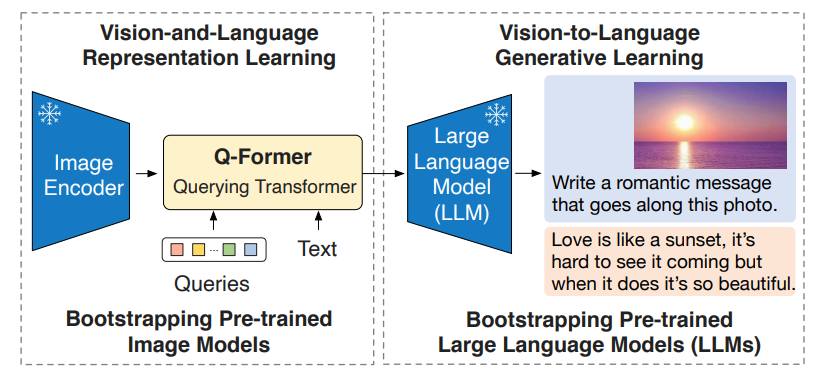 Vision-and-Language
Representation Learning
Image
Encoder
Q-Former
Querying Transformer
...
Queries
Text
Bootstrapping Pre-trained
Image Models
Vision-to-Language
Generative Learning
Large
Language
Model
(LLM)
Write a romantic message
that goes along this photo.
Love is like a sunset, it's
hard to see it coming but
when it does it's so beautiful.
Bootstrapping Pre-trained
Large Language Models (LLMs)